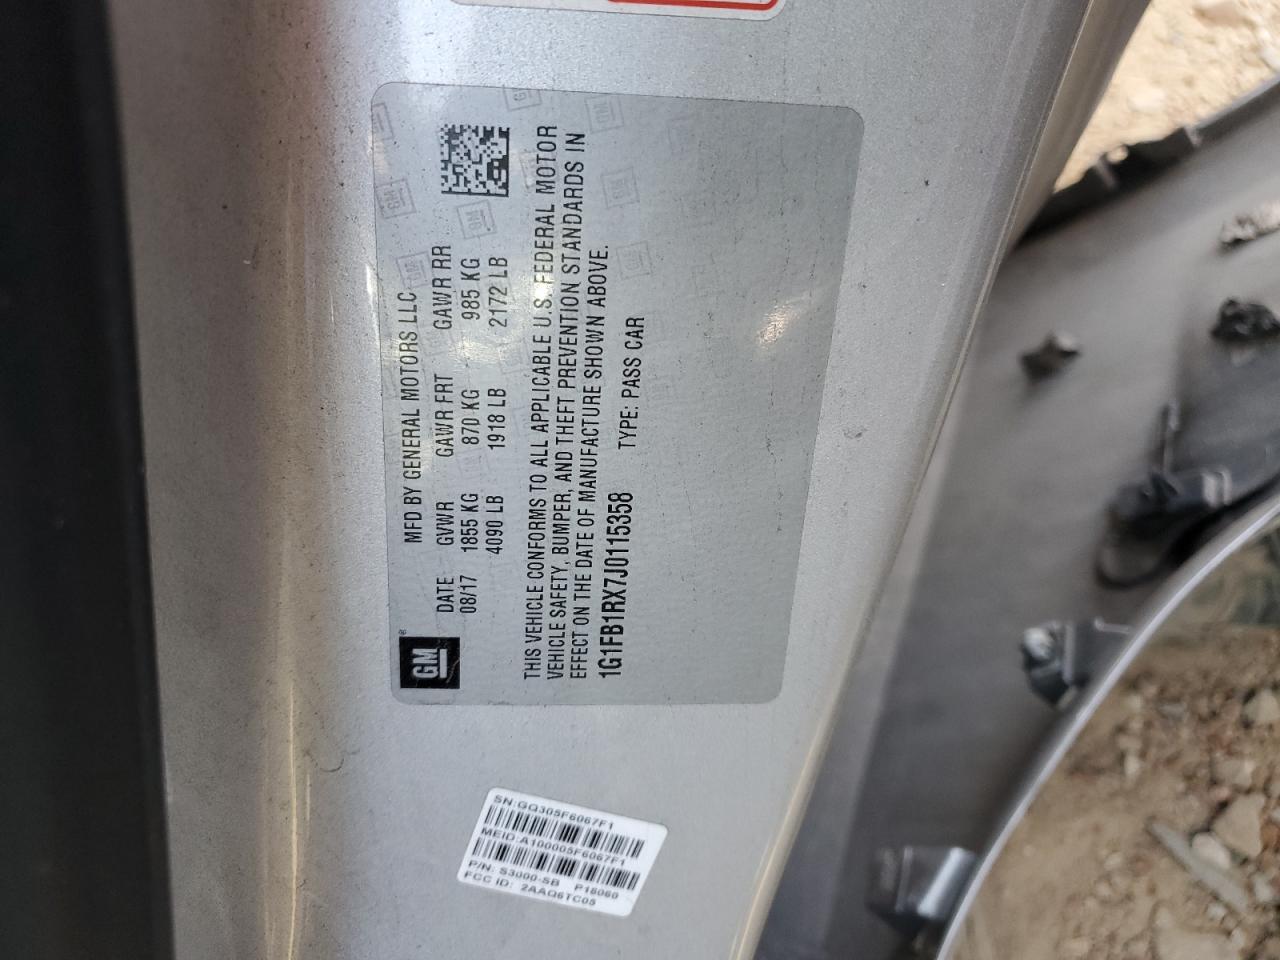 MFD BY GENERAL MOTORS LLC
DATE GVWR GAWR FRT GAWR RR
08/17 1855 KG 870 KG 985 KG
4090 LB 1918 LB 2172 LB
THIS VEHICLE CONFORMS TO ALL APPLICABLE U.S. FEDERAL MOTOR
VEHICLE SAFETY, BUMPER, AND THEFT PREVENTION STANDARDS IN
EFFECT ON THE DATE OF MANUFACTURE SHOWN ABOVE.
1G1FB1RX7J0115358 TYPE: PASS CAR
GM®
SN:GQ305F6067F1
MEID:A100005F6067F1
P/N: S3000-SB P18060
FCC ID: 2AAQ6TC05